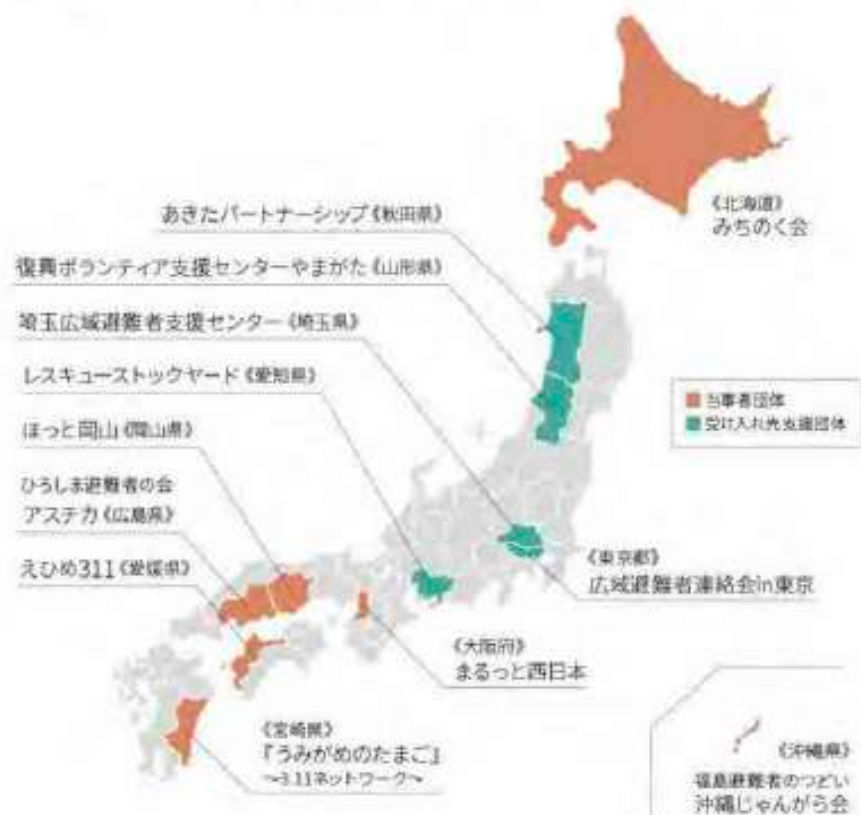 あきたパートナーシップ《秋田県》
復興ボランティア支援センターやまがた《山形県》
埼玉広域避難者支援センター《埼玉県》
レスキューストックヤード《愛知県》
ほっと岡山《岡山県》
ひろしま避難者の会
アスチカ《広島県》
えひめ311《愛媛県》
《北海道》
みちのく会
当事者団体
受け入れ先支援団体
《東京都》
広域避難者連絡会in東京
《大阪府》
まるっと西日本
《宮崎県》
『うみがめのたまご』
～3.11ネットワーク～
《沖縄県》
福島避難者のつどい
沖縄じゃんがら会